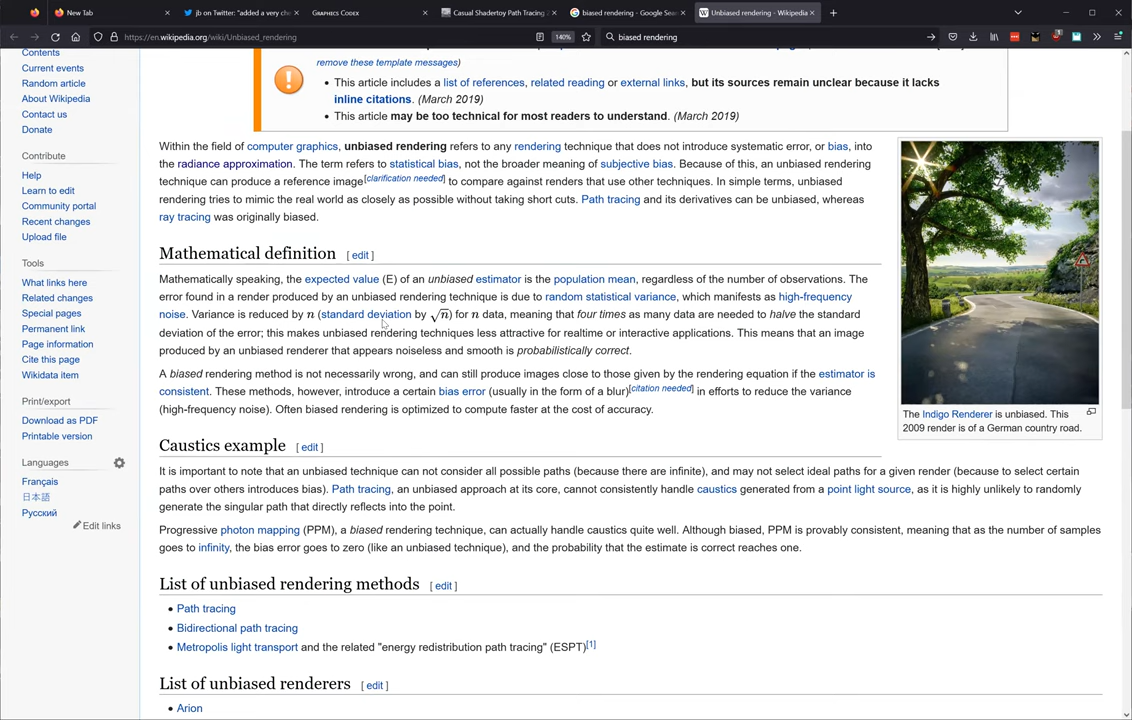 New Tab
jb on Twitter: "added a very che
GRAPHICS CODEX
Casual Shadertoy Path Tracing 2
biased rendering - Google Sear
Unbiased rendering - Wikipedia
https://en.wikipedia.org/wiki/Unbiased_rendering
140%
biased rendering
Contents
Current events
Random article
About Wikipedia
Contact us
Donate
Contribute
Help
Learn to edit
Community portal
Recent changes
Upload file
Tools
What links here
Related changes
Special pages
Permanent link
Page information
Cite this page
Wikidata item
Print/export
Download as PDF
Printable version
Languages
Français
日本語
Русский
Edit links
remove these template messages)
• This article includes a list of references, related reading or external links, but its sources remain unclear because it lacks
inline citations. (March 2019)
• This article may be too technical for most readers to understand. (March 2019)
Within the field of computer graphics, unbiased rendering refers to any rendering technique that does not introduce systematic error, or bias, into
the radiance approximation. The term refers to statistical bias, not the broader meaning of subjective bias. Because of this, an unbiased rendering
technique can produce a reference image[clarification needed] to compare against renders that use other techniques. In simple terms, unbiased
rendering tries to mimic the real world as closely as possible without taking short cuts. Path tracing and its derivatives can be unbiased, whereas
ray tracing was originally biased.
Mathematical definition [ edit ]
Mathematically speaking, the expected value (E) of an unbiased estimator is the population mean, regardless of the number of observations. The
error found in a render produced by an unbiased rendering technique is due to random statistical variance, which manifests as high-frequency
noise. Variance is reduced by n (standard deviation by √n) for n data, meaning that four times as many data are needed to halve the standard
deviation of the error; this makes unbiased rendering techniques less attractive for realtime or interactive applications. This means that an image
produced by an unbiased renderer that appears noiseless and smooth is probabilistically correct.
A biased rendering method is not necessarily wrong, and can still produce images close to those given by the rendering equation if the estimator is
consistent. These methods, however, introduce a certain bias error (usually in the form of a blur)[citation needed] in efforts to reduce the variance
(high-frequency noise). Often biased rendering is optimized to compute faster at the cost of accuracy.
The Indigo Renderer is unbiased. This
2009 render is of a German country road.
Caustics example [ edit ]
It is important to note that an unbiased technique can not consider all possible paths (because there are infinite), and may not select ideal paths for a given render (because to select certain
paths over others introduces bias). Path tracing, an unbiased approach at its core, cannot consistently handle caustics generated from a point light source, as it is highly unlikely to randomly
generate the singular path that directly reflects into the point.
Progressive photon mapping (PPM), a biased rendering technique, can actually handle caustics quite well. Although biased, PPM is provably consistent, meaning that as the number of samples
goes to infinity, the bias error goes to zero (like an unbiased technique), and the probability that the estimate is correct reaches one.
List of unbiased rendering methods [ edit ]
• Path tracing
• Bidirectional path tracing
• Metropolis light transport and the related "energy redistribution path tracing" (ESPT)[1]
List of unbiased renderers [ edit ]
• Arion